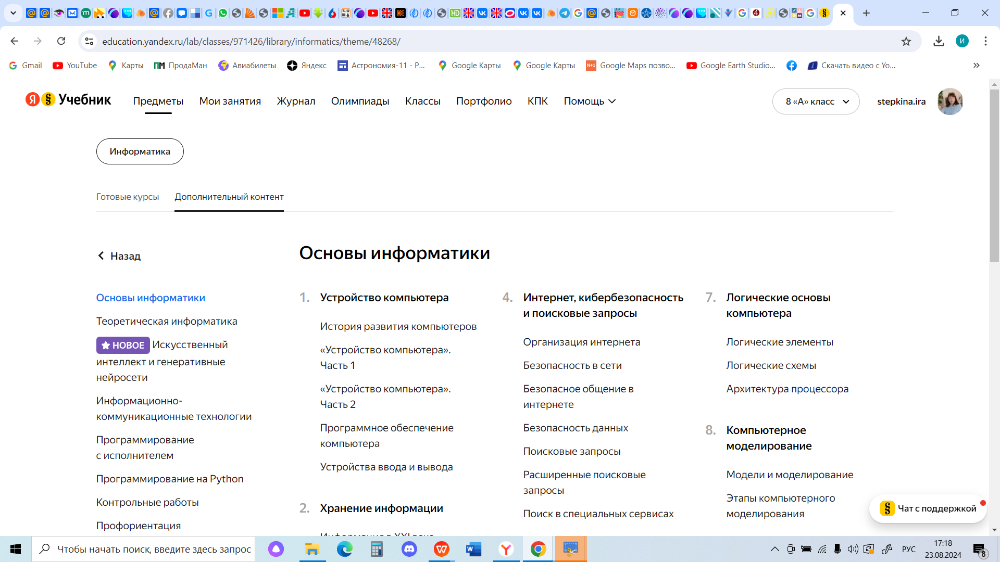 education.yandex.ru/lab/classes/971426/library/informatics/theme/48268/
Gmail YouTube Карты ПродаМан Авиабилеты Яндекс Астрономия-11 - Р... Google Карты Google Карты Google Maps позво... Google Earth Studio... Скачать видео с Yo...
Я § Учебник Предметы Мои занятия Журнал Олимпиады Классы Портфолио КПК Помощь 8 «А» класс stepkina.ira
Информатика
Готовые курсы Дополнительный контент
Назад
Основы информатики
Теоретическая информатика
НОВОЕ Искусственный
интеллект и генеративные
нейросети
Информационно-
коммуникационные технологии
Программирование
с исполнителем
Программирование на Python
Контрольные работы
Профориентация
Основы информатики
1. Устройство компьютера
История развития компьютеров
«Устройство компьютера».
Часть 1
«Устройство компьютера».
Часть 2
Программное обеспечение
компьютера
Устройства ввода и вывода
2. Хранение информации
Информация в XXI веке
4. Интернет, кибербезопасность
и поисковые запросы
Организация интернета
Безопасность в сети
Безопасное общение в
интернете
Безопасность данных
Поисковые запросы
Расширенные поисковые
запросы
Поиск в специальных сервисах
7. Логические основы
компьютера
Логические элементы
Логические схемы
Архитектура процессора
8. Компьютерное
моделирование
Модели и моделирование
Этапы компьютерного
моделирования
§ Чат с поддержкой
Чтобы начать поиск, введите здесь запрос
РУС
17:18
23.08.2024
8